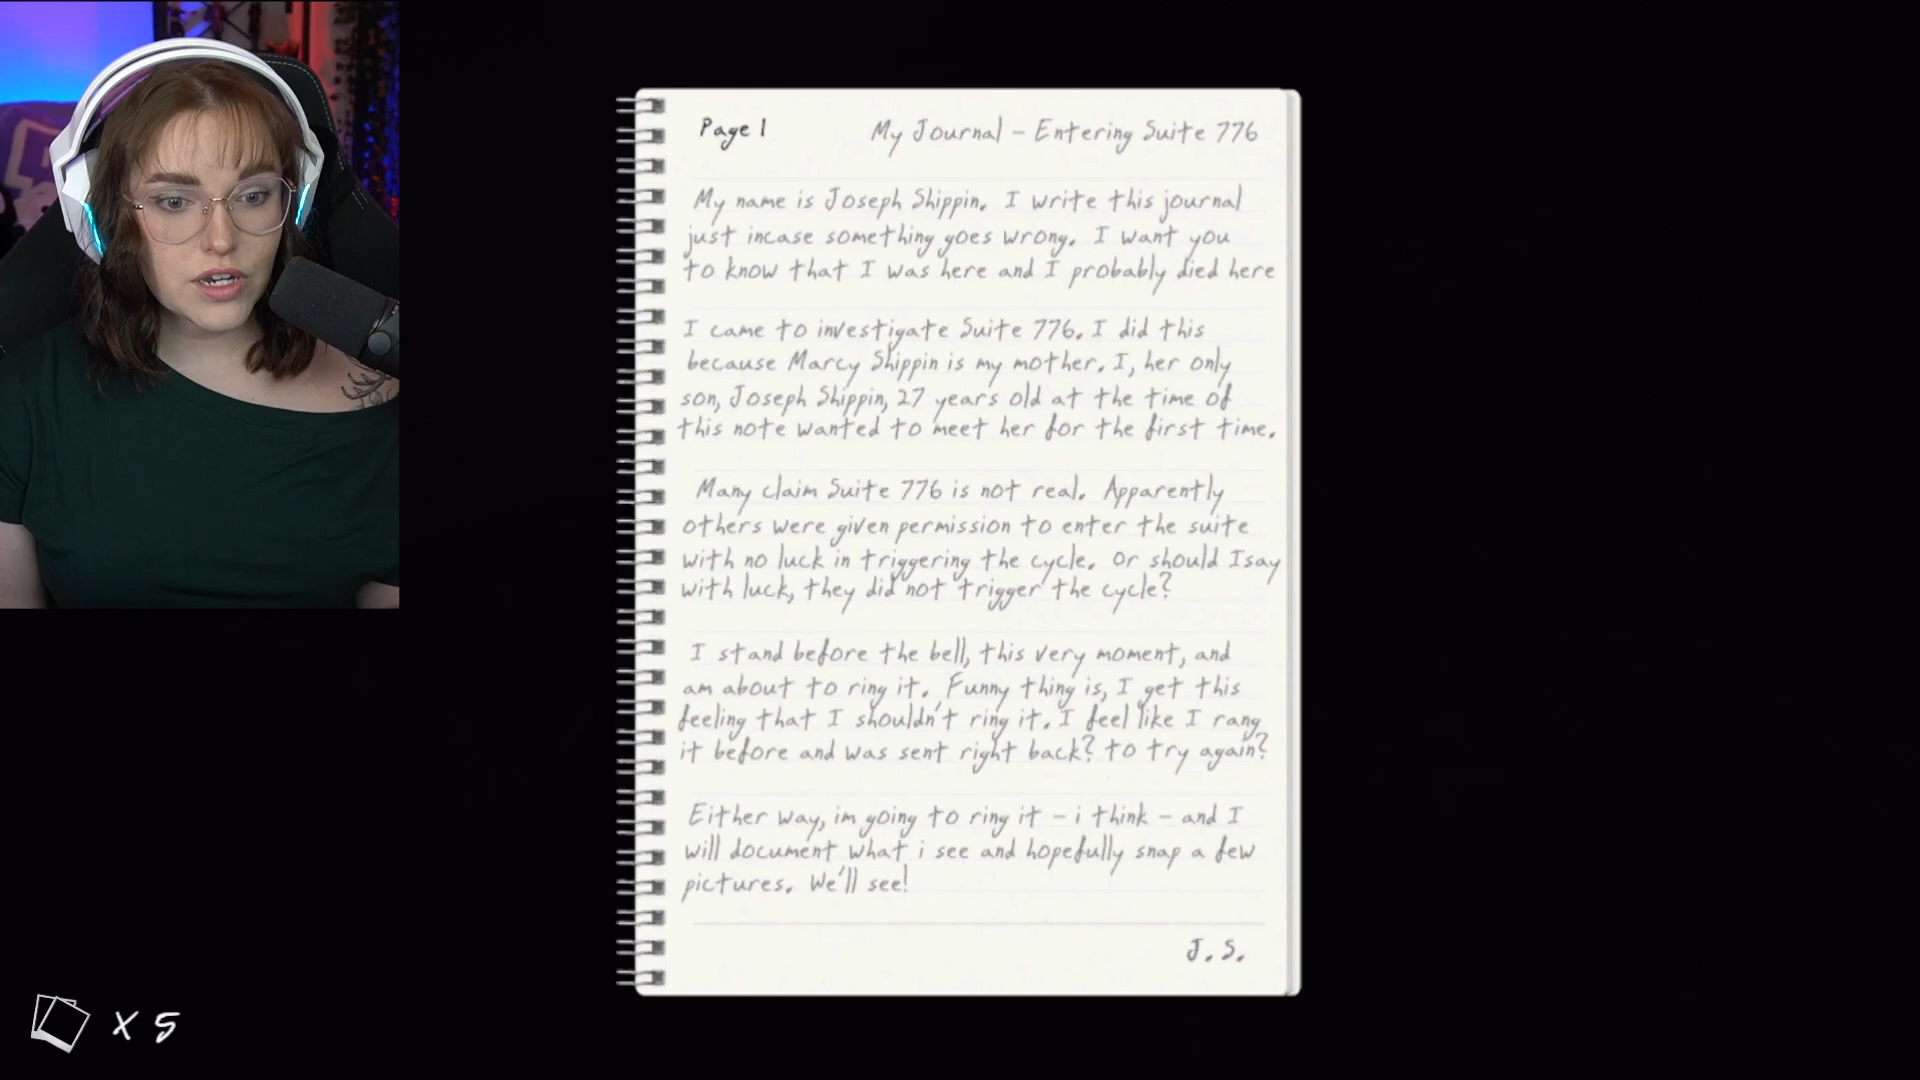 Page 1
My Journal - Entering Suite 776
My name is Joseph Shippin. I write this journal
just incase something goes wrong. I want you
to know that I was here and I probably died here
I came to investigate Suite 776. I did this
because Marcy Shippin is my mother. I, her only
son, Joseph Shippin, 27 years old at the time of
this note wanted to meet her for the first time.
Many claim Suite 776 is not real. Apparently
others were given permission to enter the suite
with no luck in triggering the cycle. Or should I say
with luck, they did not trigger the cycle?
I stand before the bell, this very moment, and
am about to ring it. Funny thing is, I get this
feeling that I shouldn't ring it. I feel like I rang
it before and was sent right back? to try again?
Either way, im going to ring it - i think - and I
will document what i see and hopefully snap a few
pictures. We'll see!
J.S.
X 5